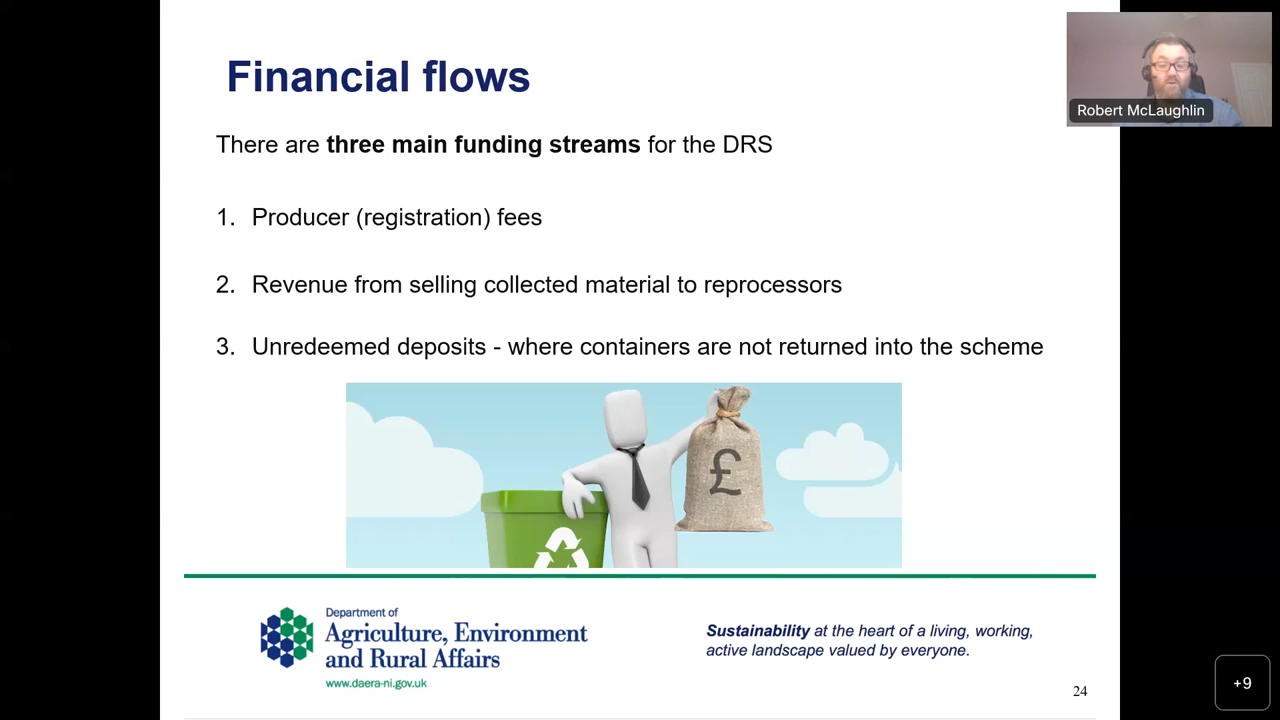 Financial flows
Robert McLaughlin
There are three main funding streams for the DRS
1. Producer (registration) fees
2. Revenue from selling collected material to reprocessors
3. Unredeemed deposits - where containers are not returned into the scheme
£
Department of
Agriculture, Environment
and Rural Affairs
www.daera-ni.gov.uk
Sustainability at the heart of a living, working,
active landscape valued by everyone.
24
+9